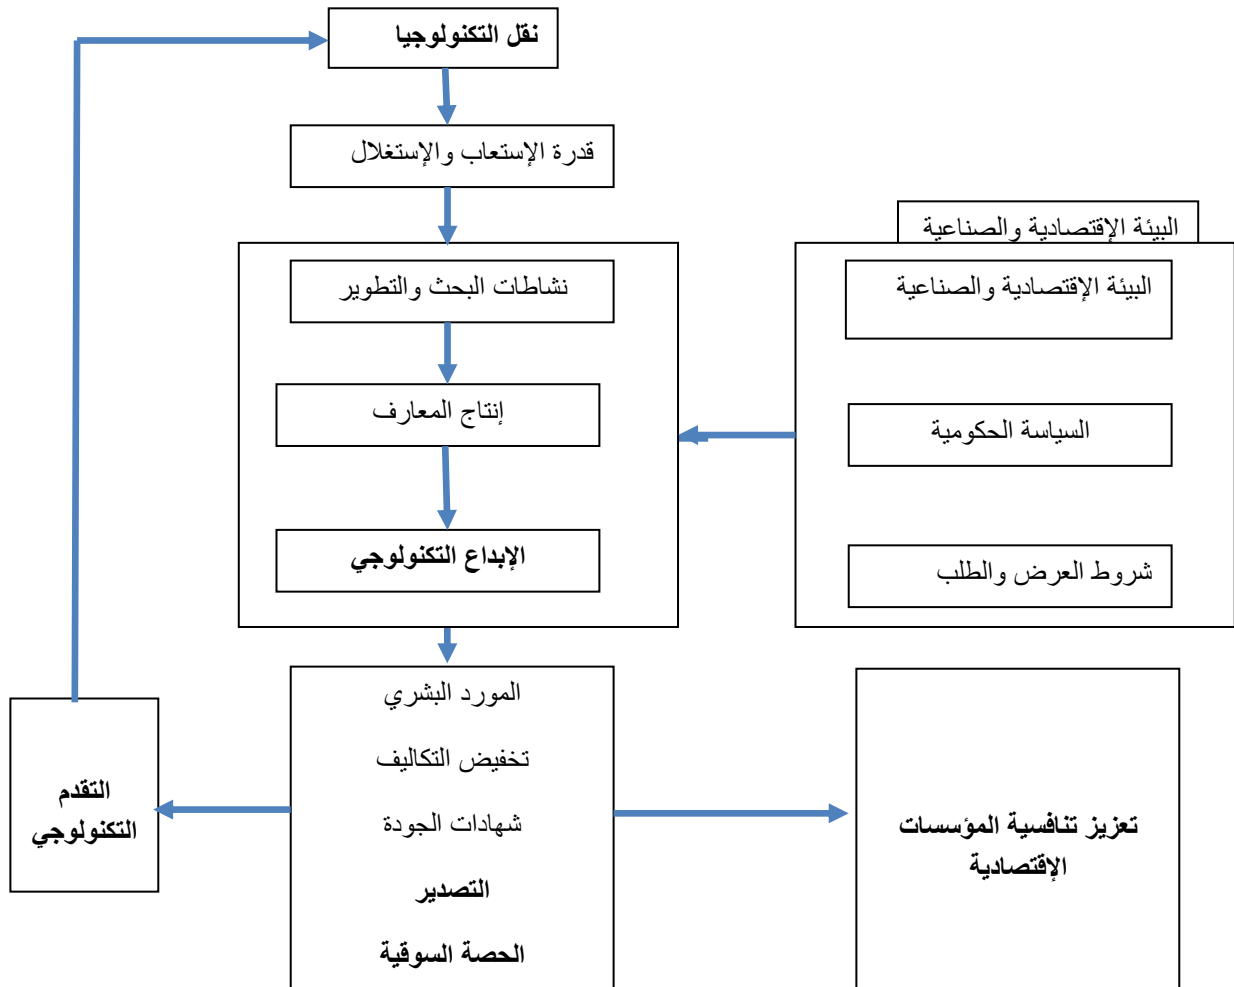 نقل التكنولوجيا
قدرة الإستعاب والإستغلال
البيئة الإقتصادية والصناعية
البيئة الإقتصادية والصناعية
السياسة الحكومية
شروط العرض والطلب
نشاطات البحث والتطوير
إنتاج المعارف
الإبداع التكنولوجي
المورد البشري
تخفيض التكاليف
شهادات الجودة
التصدير
الحصة السوقية
تعزيز تنافسية المؤسسات
الإقتصادية
التقدم
التكنولوجي